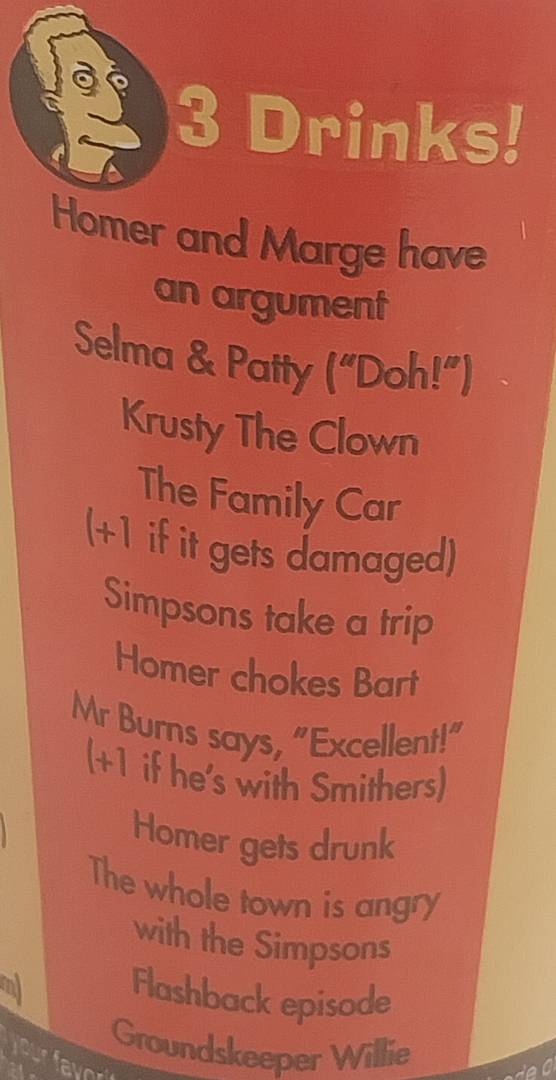 3 Drinks!
Homer and Marge have
an argument
Selma & Patty ("Doh!")
Krusty The Clown
The Family Car
(+1 if it gets damaged)
Simpsons take a trip
Homer chokes Bart
Mr Burns says, "Excellent!"
(+1 if he's with Smithers)
Homer gets drunk
The whole town is angry
with the Simpsons
Flashback episode
Groundskeeper Willie